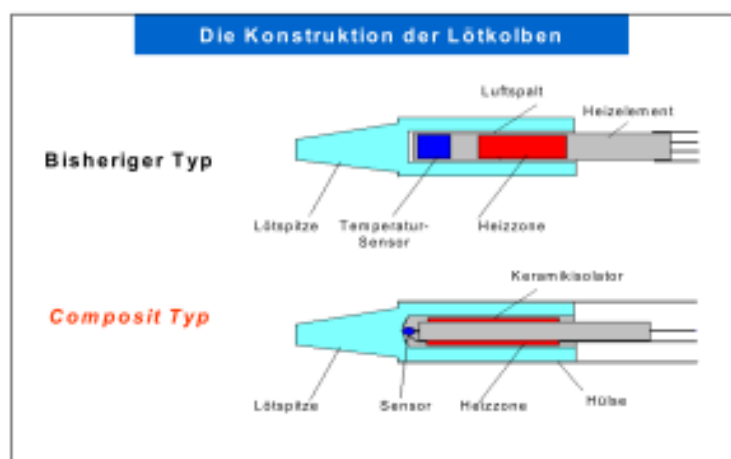 Die Konstruktion der Lötkolben
Luftspalt
Heizelement
Bisheriger Typ
Lötspitze
Temperatur-
Sensor
Heizzone
Keramikisolator
Composit Typ
Lötspitze
Sensor
Heizzone
Hülse